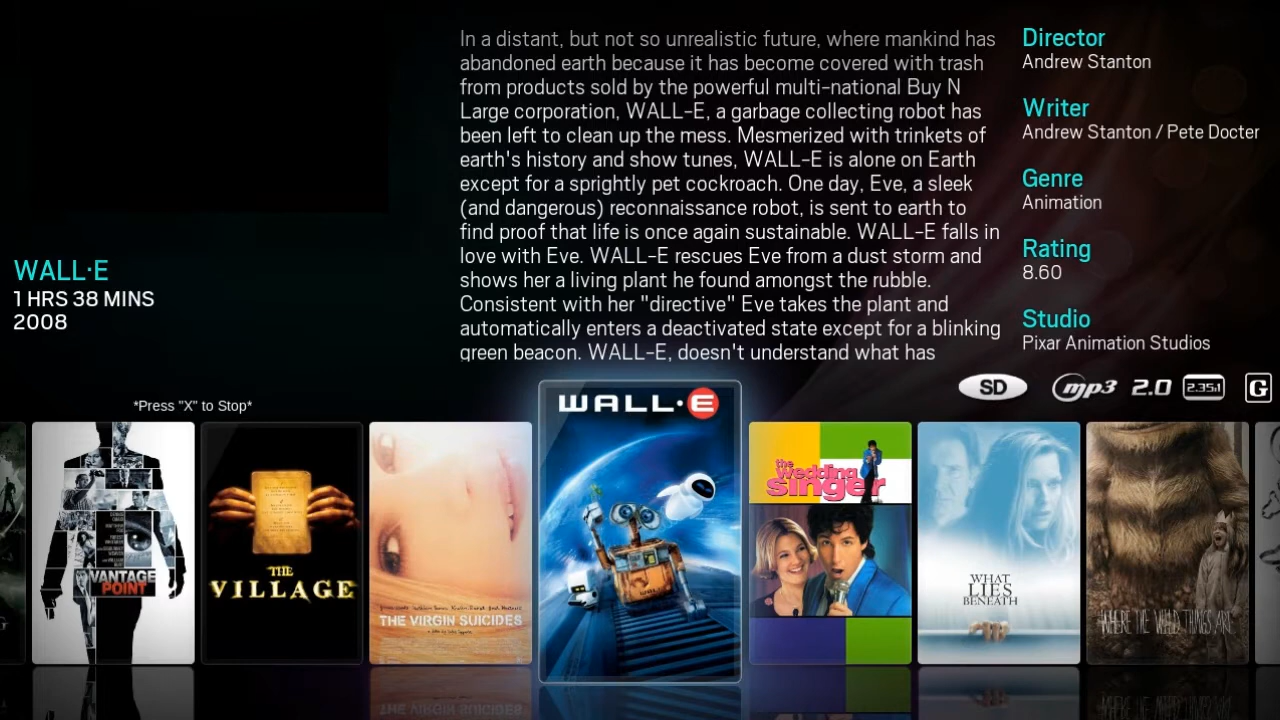 In a distant, but not so unrealistic future, where mankind has
abandoned earth because it has become covered with trash
from products sold by the powerful multi-national Buy N
Large corporation, WALL-E, a garbage collecting robot has
been left to clean up the mess. Mesmerized with trinkets of
earth's history and show tunes, WALL-E is alone on Earth
except for a sprightly pet cockroach. One day, Eve, a sleek
(and dangerous) reconnaissance robot, is sent to earth to
find proof that life is once again sustainable. WALL-E falls in
love with Eve. WALL-E rescues Eve from a dust storm and
shows her a living plant he found amongst the rubble.
Consistent with her "directive" Eve takes the plant and
automatically enters a deactivated state except for a blinking
green beacon. WALL-E, doesn't understand what has
Director
Andrew Stanton
Writer
Andrew Stanton / Pete Docter
Genre
Animation
Rating
8.60
Studio
Pixar Animation Studios
WALL·E
1 HRS 38 MINS
2008
SD mp3 2.0 2.35:1 G
*Press "X" to Stop*
VANTAGE
POINT
THE
VILLAGE
THE VIRGIN SUICIDES
WALL·E
the
wedding
singer
WHAT
LIES
BENEATH
WHERE THE WILD THINGS ARE